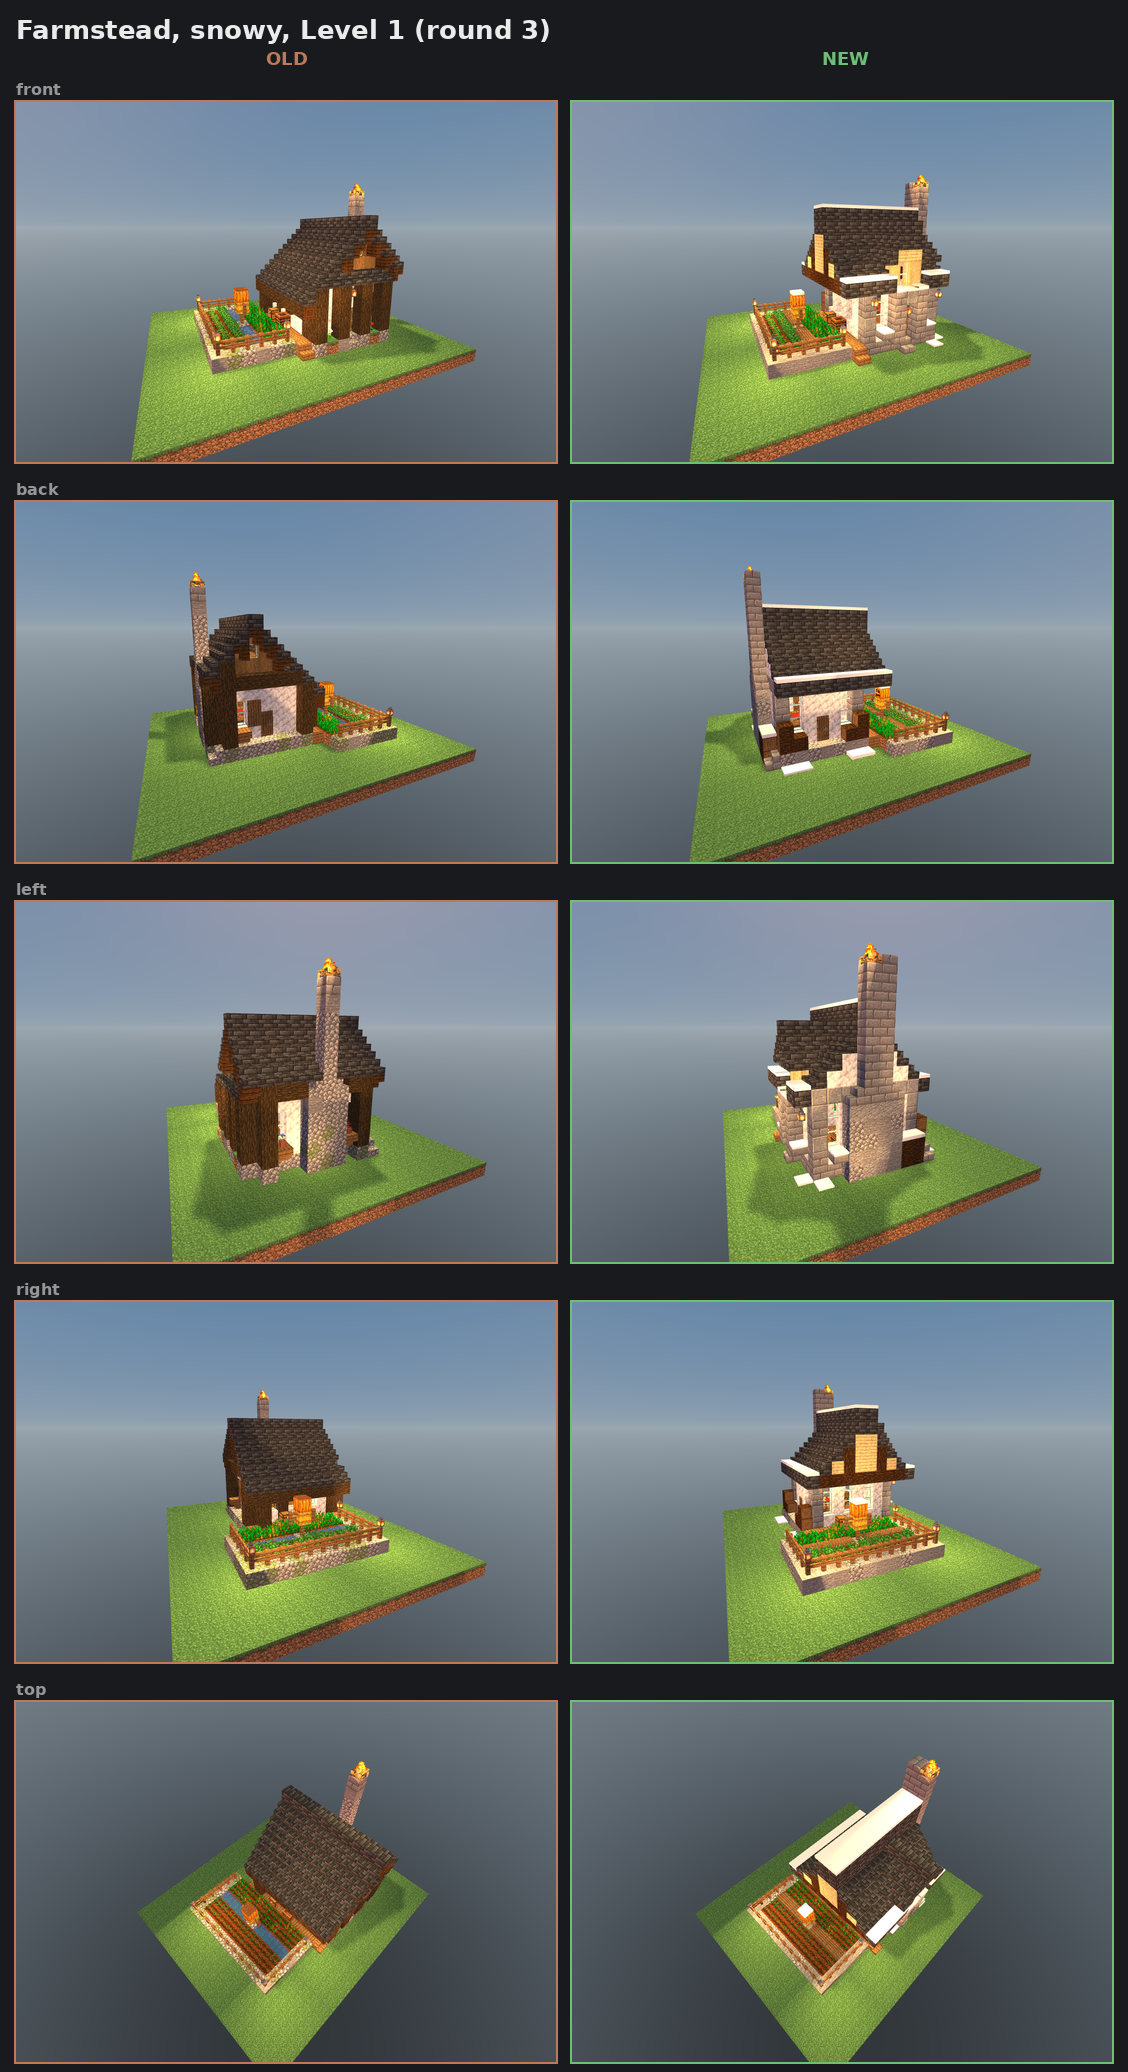 Farmstead, snowy, Level 1 (round 3)
OLD
NEW
front
back
left
right
top